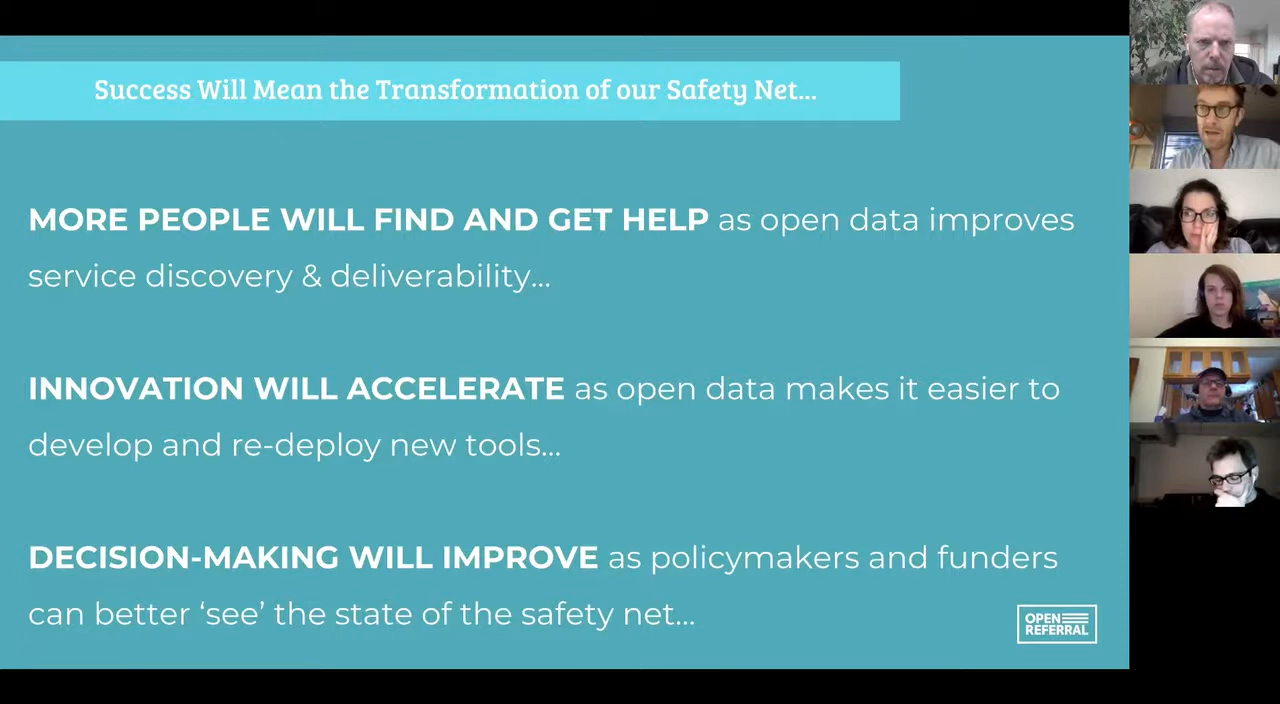 Success Will Mean the Transformation of our Safety Net...
MORE PEOPLE WILL FIND AND GET HELP as open data improves
service discovery & deliverability...
INNOVATION WILL ACCELERATE as open data makes it easier to
develop and re-deploy new tools...
DECISION-MAKING WILL IMPROVE as policymakers and funders
can better ‘see’ the state of the safety net...
OPEN
REFERRAL